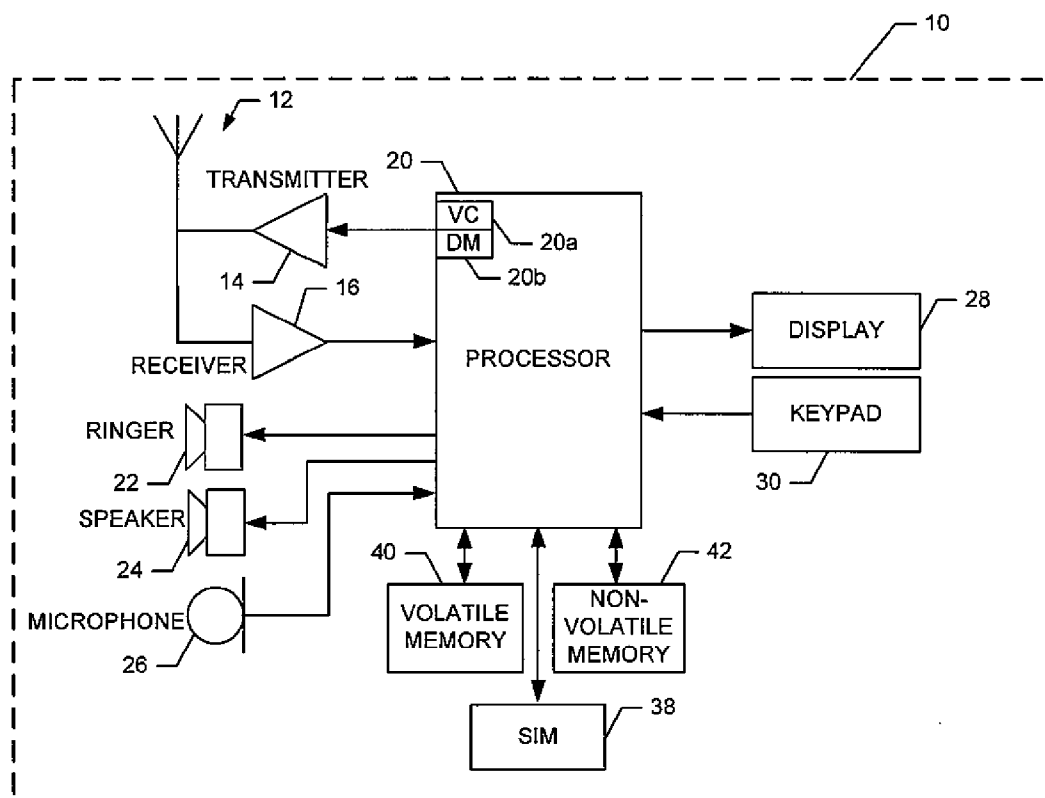 10
12
TRANSMITTER
20
VC
DM
20a
20b
14
16
RECEIVER
PROCESSOR
DISPLAY
28
KEYPAD
30
RINGER
22
SPEAKER
24
MICROPHONE
26
40
VOLATILE
MEMORY
42
NON-
VOLATILE
MEMORY
SIM
38